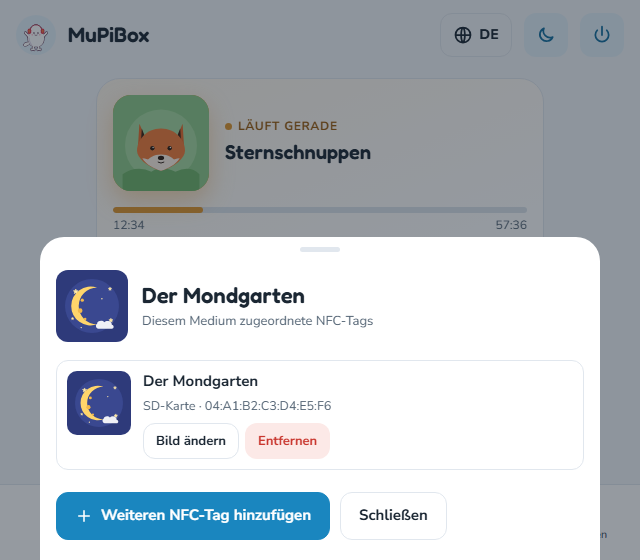 MuPiBox
DE
LÄUFT GERADE
Sternschnuppen
12:34
57:36
Der Mondgarten
Diesem Medium zugeordnete NFC-Tags
Der Mondgarten
SD-Karte · 04:A1:B2:C3:D4:E5:F6
Bild ändern
Entfernen
Weiteren NFC-Tag hinzufügen
Schließen
en